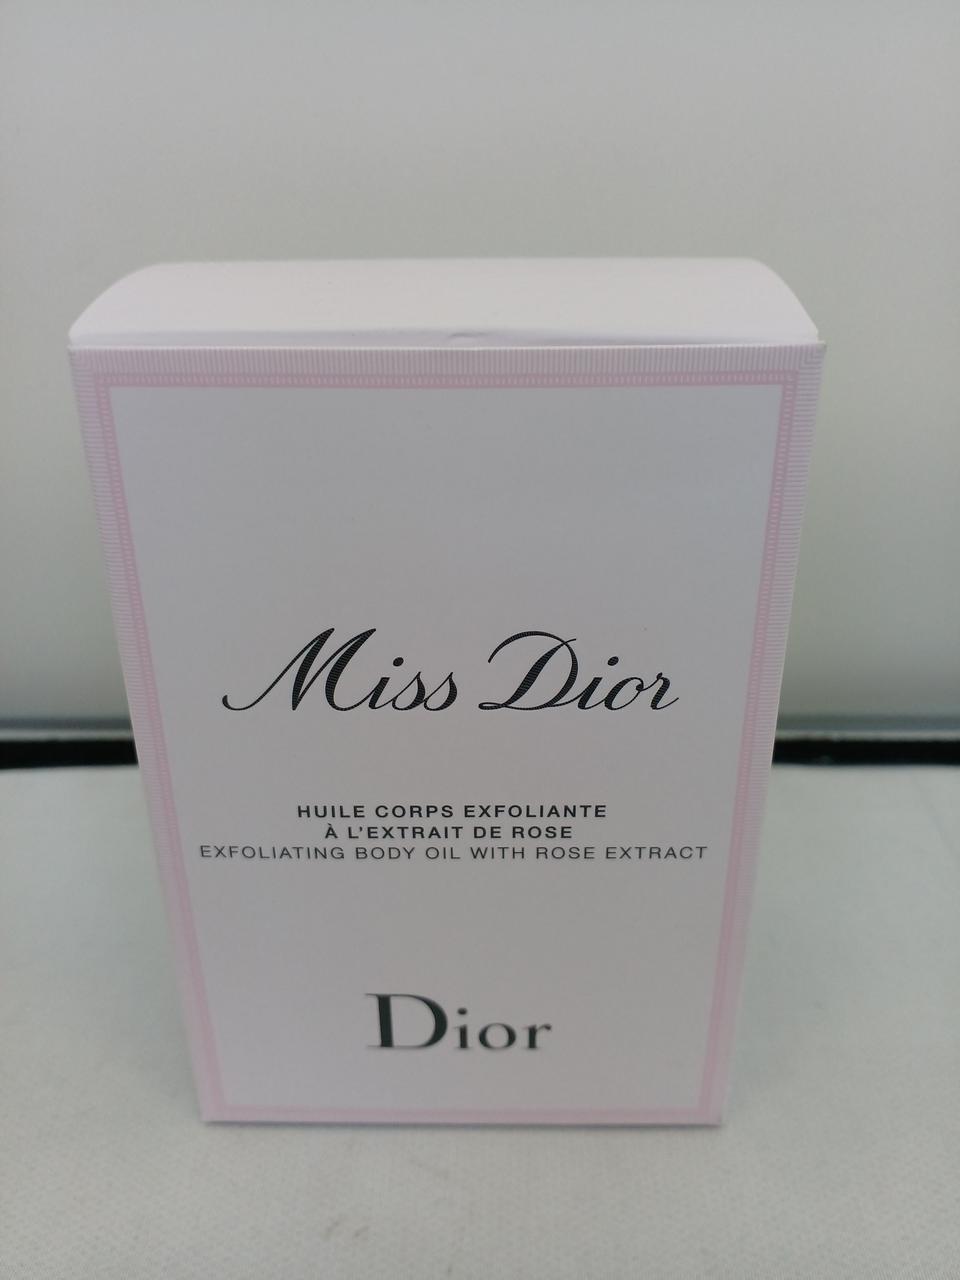 Miss Dior
HUILE CORPS EXFOLIANTE
À L'EXTRAIT DE ROSE
EXFOLIATING BODY OIL WITH ROSE EXTRACT
Dior